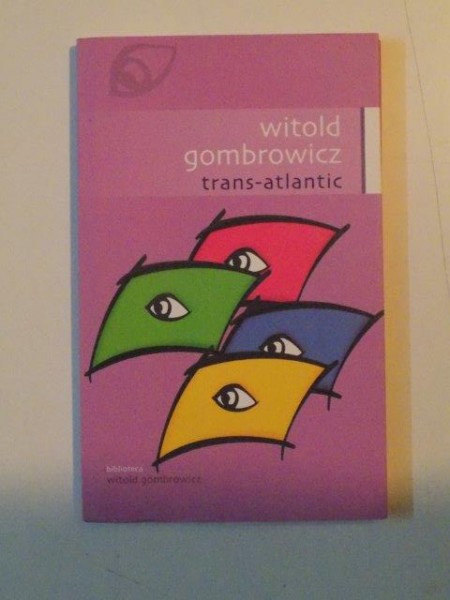 witold
gombrowicz
trans-atlantic
biblioteca
witold gombrowicz